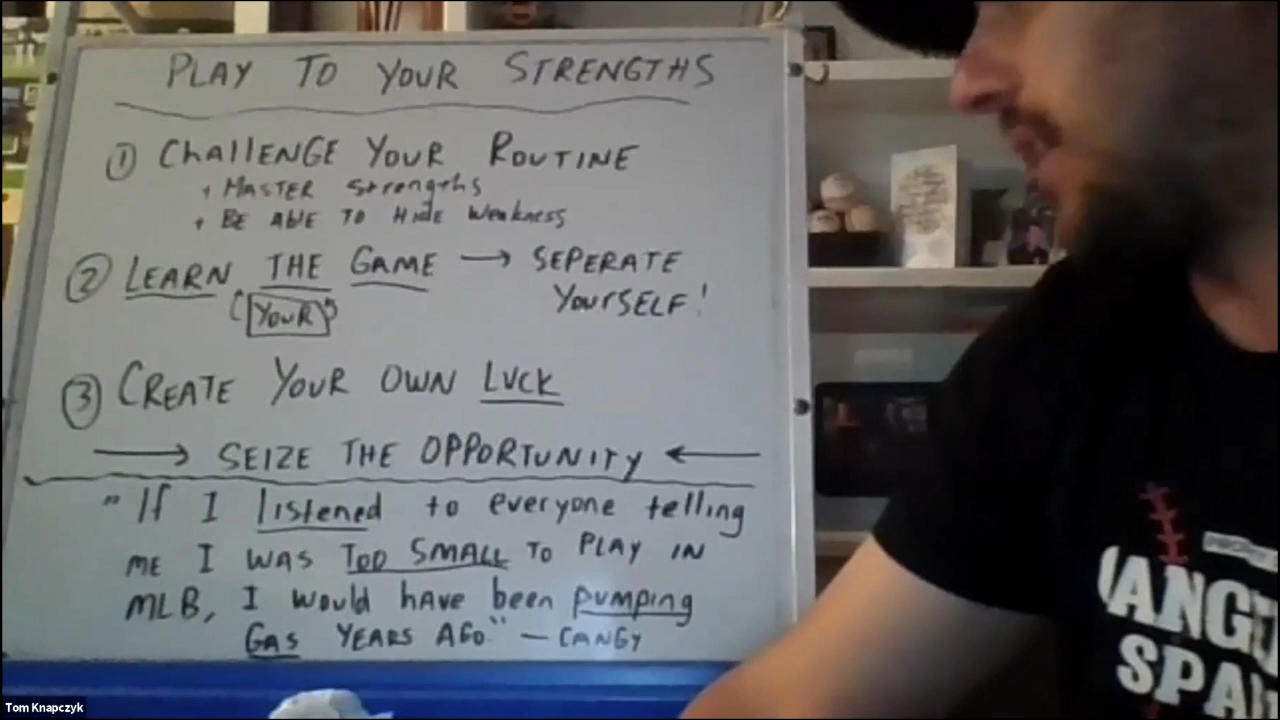 PLAY TO YOUR STRENGTHS
① CHALLENGE YOUR ROUTINE
+ MASTER STRENGTHS
+ BE ABLE TO HIDE WEAKNESS
② LEARN THE GAME → SEPERATE
(YOUR) YOURSELF!
③ CREATE YOUR OWN LUCK
→ SEIZE THE OPPORTUNITY ←
"If I listened to everyone telling
ME I WAS TOO SMALL TO PLAY IN
MLB, I would have been pumping
GAS YEARS AGO." — CANGY
SPA
Tom Knapczyk